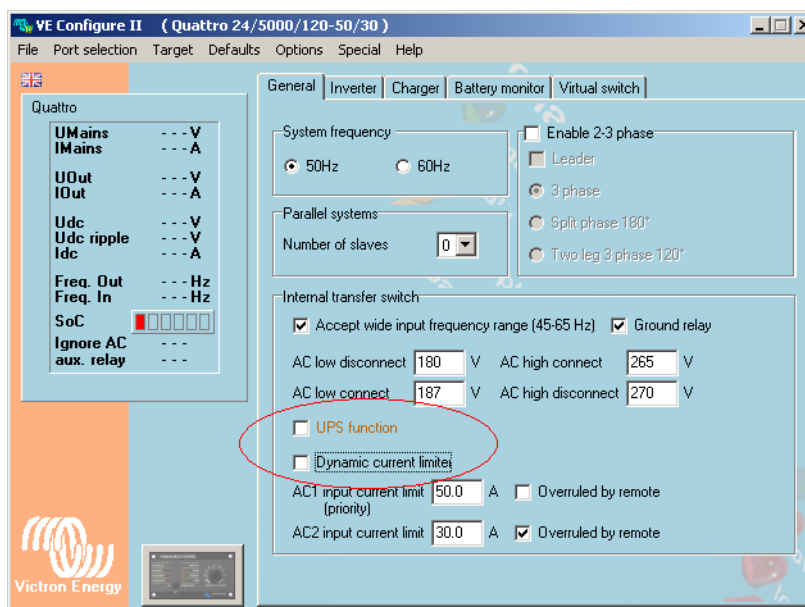 VE Configure II ( Quattro 24/5000/120-50/30 )
File Port selection Target Defaults Options Special Help
Quattro
UMains - - - V
IMains - - - A
UOut - - - V
IOut - - - A
Udc - - - V
Udc ripple - - - V
Idc - - - A
Freq. Out - - - Hz
Freq. In - - - Hz
SoC
Ignore AC - - -
aux. relay - - -
Victron Energy
General Inverter Charger Battery monitor Virtual switch
System frequency
50Hz 60Hz
Parallel systems
Number of slaves 0
Enable 2-3 phase
Leader
3 phase
Split phase 180°
Two leg 3 phase 120°
Internal transfer switch
Accept wide input frequency range (45-65 Hz) Ground relay
AC low disconnect 180 V AC high connect 265 V
AC low connect 187 V AC high disconnect 270 V
UPS function
Dynamic current limiter
AC1 input current limit 50.0 A Overruled by remote
(priority)
AC2 input current limit 30.0 A Overruled by remote